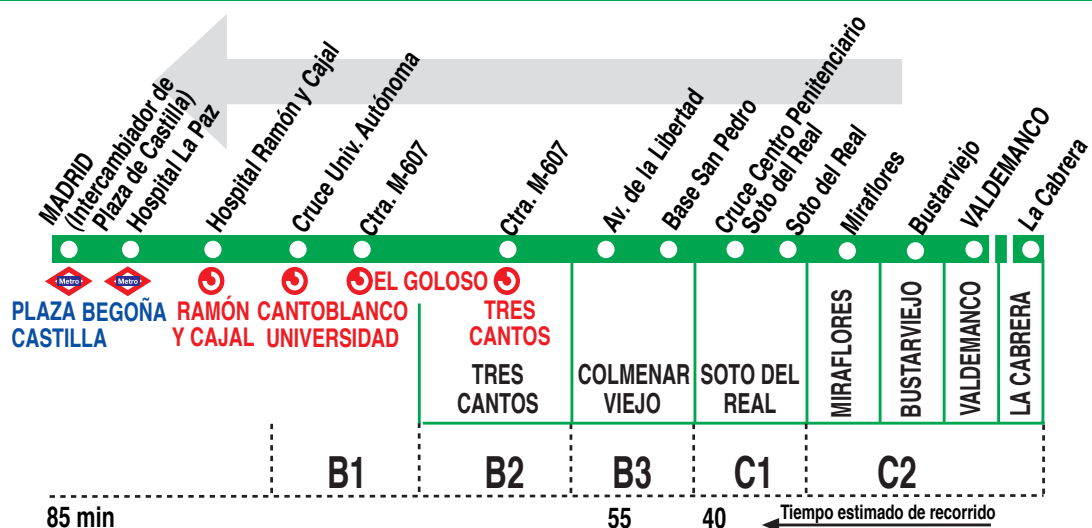 MADRID
(Intercambiador de
Plaza de Castilla)
Hospital La Paz
Hospital Ramón y Cajal
Cruce Univ. Autónoma
Ctra. M-607
Ctra. M-607
Av. de la Libertad
Base San Pedro
Cruce Centro Penitenciario
Soto del Real
Soto del Real
Miraflores
Bustarviejo
VALDEMANCO
La Cabrera
Metro
Metro
EL GOLOSO
PLAZA
CASTILLA
BEGOÑA
RAMÓN
Y CAJAL
CANTOBLANCO
UNIVERSIDAD
TRES
CANTOS
TRES
CANTOS
COLMENAR
VIEJO
SOTO DEL
REAL
MIRAFLORES
BUSTARVIEJO
VALDEMANCO
LA CABRERA
B1
B2
B3
C1
C2
85 min
55
40
Tiempo estimado de recorrido